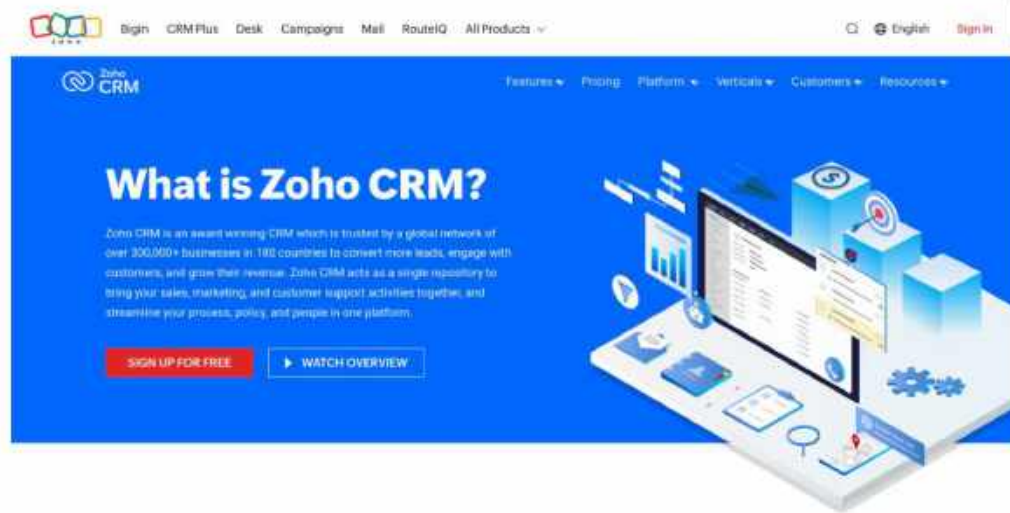 ZOHO
Bigin CRM Plus Desk Campaigns Mail RouteIQ All Products
English Sign In
Zoho
CRM
Features Pricing Platform Verticals Customers Resources
What is Zoho CRM?
Zoho CRM is an award winning CRM which is trusted by a global network of
over 300,000+ businesses in 180 countries to convert more leads, engage with
customers, and grow their revenue. Zoho CRM acts as a single repository to
bring your sales, marketing, and customer support activities together, and
streamline your process, policy, and people in one platform.
SIGN UP FOR FREE WATCH OVERVIEW